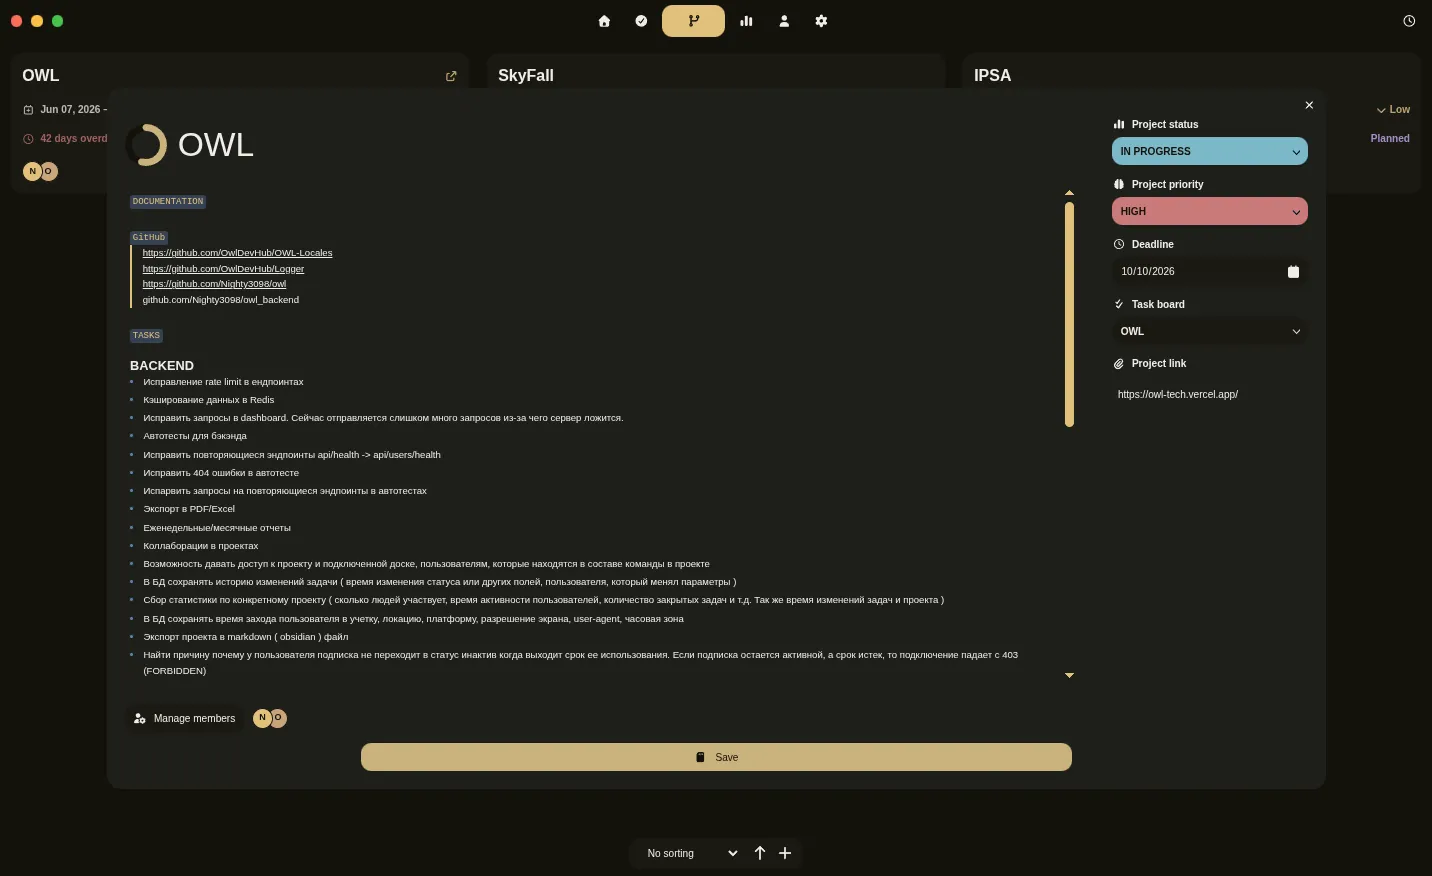 OWL
SkyFall
IPSA
Jun 07, 2026 -
Low
42 days overd
Planned
N O
OWL
DOCUMENTATION
GitHub
https://github.com/OwlDevHub/OWL-Locales
https://github.com/OwlDevHub/Logger
https://github.com/Nighty3098/owl
github.com/Nighty3098/owl_backend
TASKS
BACKEND
Исправление rate limit в ендпоинтах
Кэширование данных в Redis
Исправить запросы в dashboard. Сейчас отправляется слишком много запросов из-за чего сервер ложится.
Автотесты для бэкэнда
Исправить повторяющиеся эндпоинты api/health -> api/users/health
Исправить 404 ошибки в автотесте
Испарвить запросы на повторяющиеся эндпоинты в автотестах
Экспорт в PDF/Excel
Еженедельные/месячные отчеты
Коллаборации в проектах
Возможность давать доступ к проекту и подключенной доске, пользователям, которые находятся в составе команды в проекте
В БД сохранять историю изменений задачи ( время изменения статуса или других полей, пользователя, который менял параметры )
Сбор статистики по конкретному проекту ( сколько людей участвует, время активности пользователей, количество закрытых задач и т.д. Так же время изменений задач и проекта )
В БД сохранять время захода пользователя в учетку, локацию, платформу, разрешение экрана, user-agent, часовая зона
Экспорт проекта в markdown ( obsidian ) файл
Найти причину почему у пользователя подписка не переходит в статус инактив когда выходит срок ее использования. Если подписка остается активной, а срок истек, то подключение падает с 403
(FORBIDDEN)
Manage members
N O
Save
Project status
IN PROGRESS
Project priority
HIGH
Deadline
10/10/2026
Task board
OWL
Project link
https://owl-tech.vercel.app/
No sorting